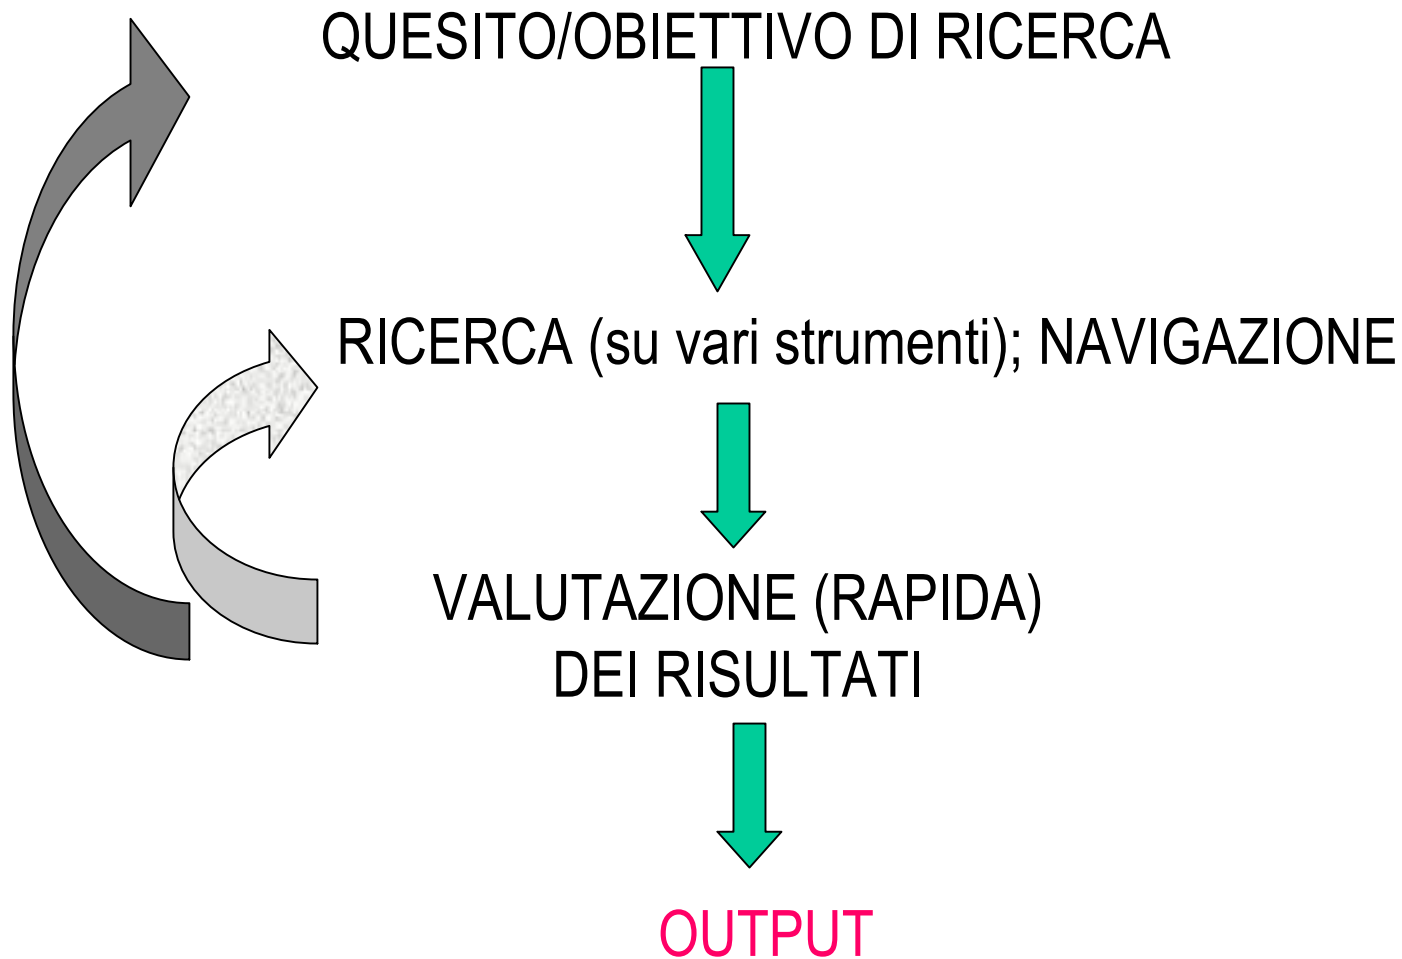 QUESITO/OBIETTIVO DI RICERCA
RICERCA (su vari strumenti); NAVIGAZIONE
VALUTAZIONE (RAPIDA)
DEI RISULTATI
OUTPUT